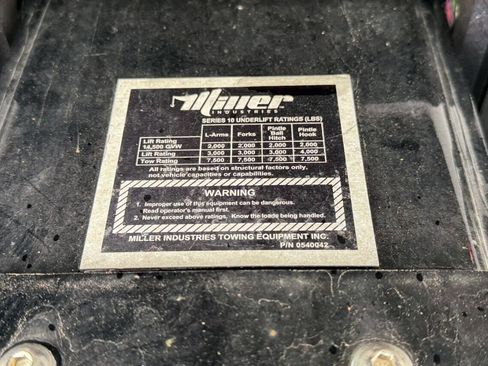 Miller
INDUSTRIES
SERIES 10 UNDERLIFT RATINGS (LBS)
L-Arms Forks Pintle Ball Hitch Pintle Hook
Lift Rating 14,500 GVW 2,000 2,000 2,000 2,000
Lift Rating 3,000 3,000 3,000 4,000
Tow Rating 7,500 7,500 7,500 7,500
All ratings are based on structural factors only,
not vehicle capacities or capabilities.
WARNING
1. Improper use of this equipment can be dangerous.
Read operator's manual first.
2. Never exceed above ratings. Know the loads being handled.
MILLER INDUSTRIES TOWING EQUIPMENT INC.
P/N 0540042